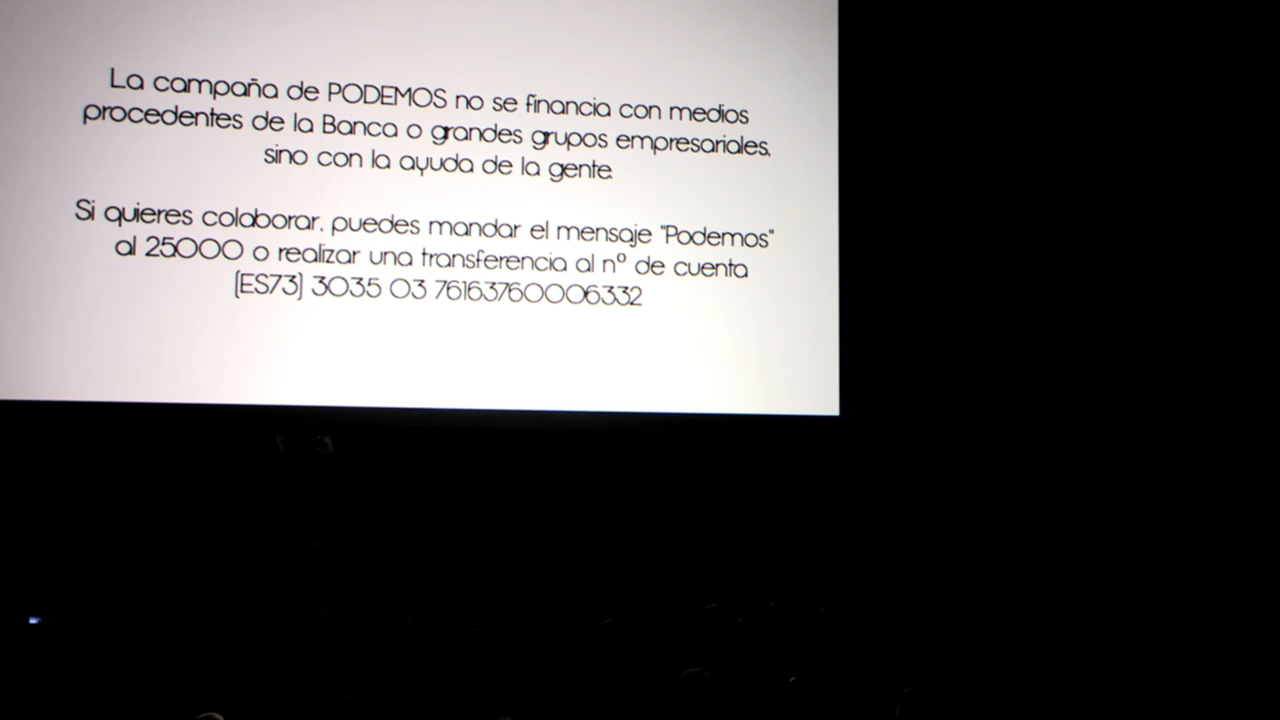 La campaña de PODEMOS no se financia con medios
procedentes de la Banca o grandes grupos empresariales,
sino con la ayuda de la gente.
Si quieres colaborar, puedes mandar el mensaje "Podemos"
al 25000 o realizar una transferencia al nº de cuenta
(ES73) 3035 03 76163760006332